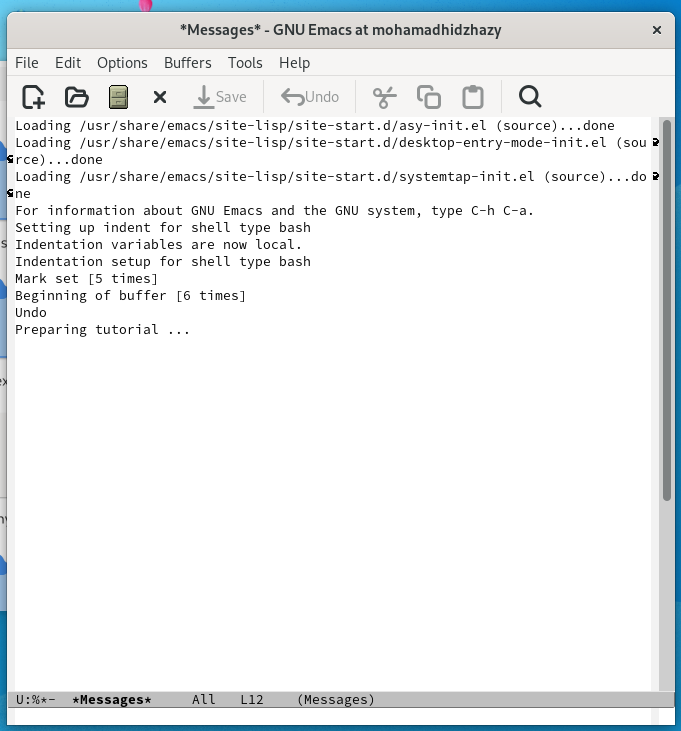 *Messages* - GNU Emacs at mohamadhidzhazy
File Edit Options Buffers Tools Help
Save Undo
Loading /usr/share/emacs/site-lisp/site-start.d/asy-init.el (source)...done
Loading /usr/share/emacs/site-lisp/site-start.d/desktop-entry-mode-init.el (sou
rce)...done
Loading /usr/share/emacs/site-lisp/site-start.d/systemtap-init.el (source)...do
ne
For information about GNU Emacs and the GNU system, type C-h C-a.
Setting up indent for shell type bash
Indentation variables are now local.
Indentation setup for shell type bash
Mark set [5 times]
Beginning of buffer [6 times]
Undo
Preparing tutorial ...
U:%*- *Messages* All L12 (Messages)